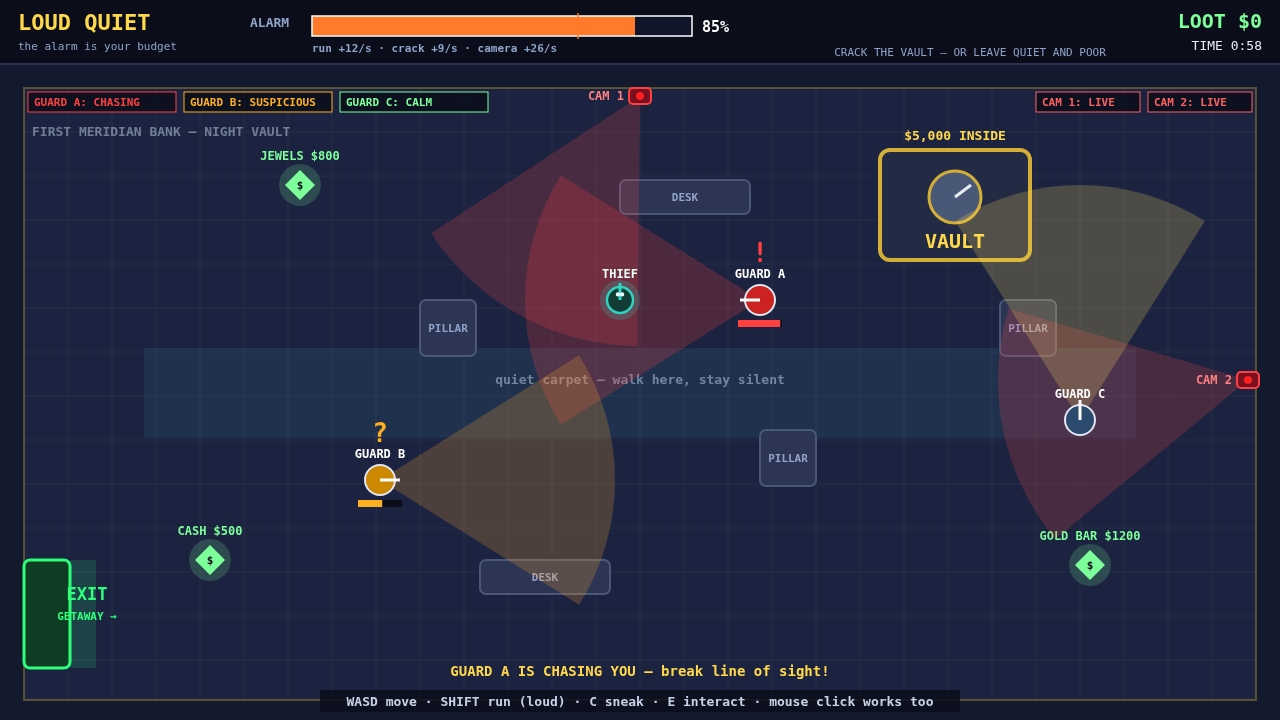 LOUD QUIET
the alarm is your budget
ALARM
85%
run +12/s · crack +9/s · camera +26/s
CRACK THE VAULT — OR LEAVE QUIET AND POOR
LOOT $0
TIME 0:58
GUARD A: CHASING
GUARD B: SUSPICIOUS
GUARD C: CALM
CAM 1
CAM 1: LIVE
CAM 2: LIVE
FIRST MERIDIAN BANK — NIGHT VAULT
$5,000 INSIDE
JEWELS $800
$
DESK
VAULT
!
THIEF
GUARD A
PILLAR
PILLAR
quiet carpet — walk here, stay silent
CAM 2
GUARD C
?
GUARD B
PILLAR
CASH $500
$
GOLD BAR $1200
$
DESK
EXIT
GETAWAY →
GUARD A IS CHASING YOU — break line of sight!
WASD move · SHIFT run (loud) · C sneak · E interact · mouse click works too